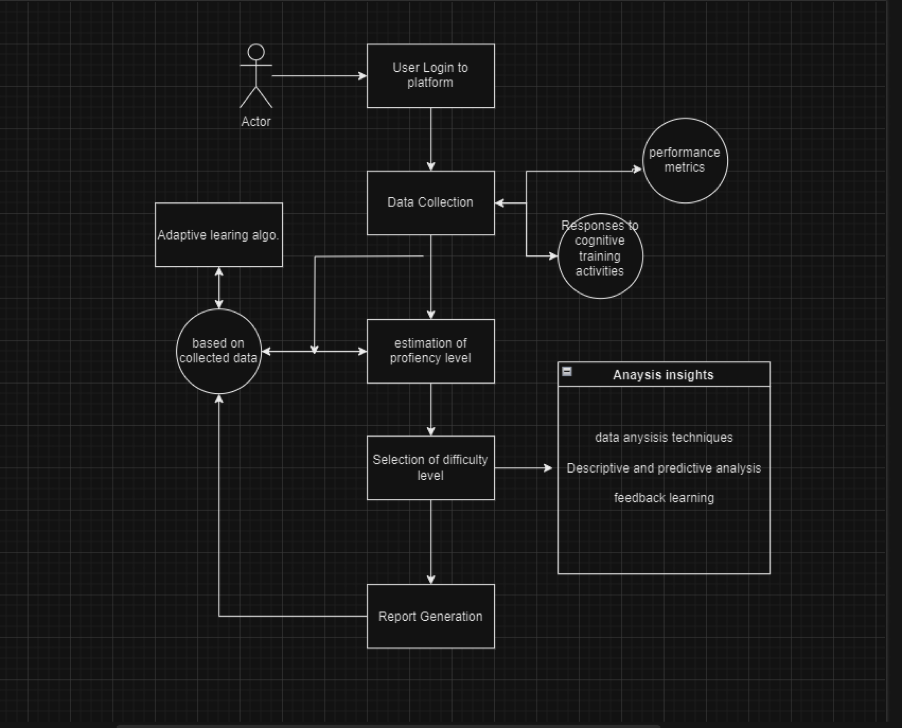 User Login to
platform
Actor
performance
metrics
Data Collection
Responses to
cognitive
training
activities
Adaptive learing algo.
based on
collected data
estimation of
profiency level
Anaysis insights
data anysisis techniques
Descriptive and predictive analysis
feedback learning
Selection of difficulty
level
Report Generation